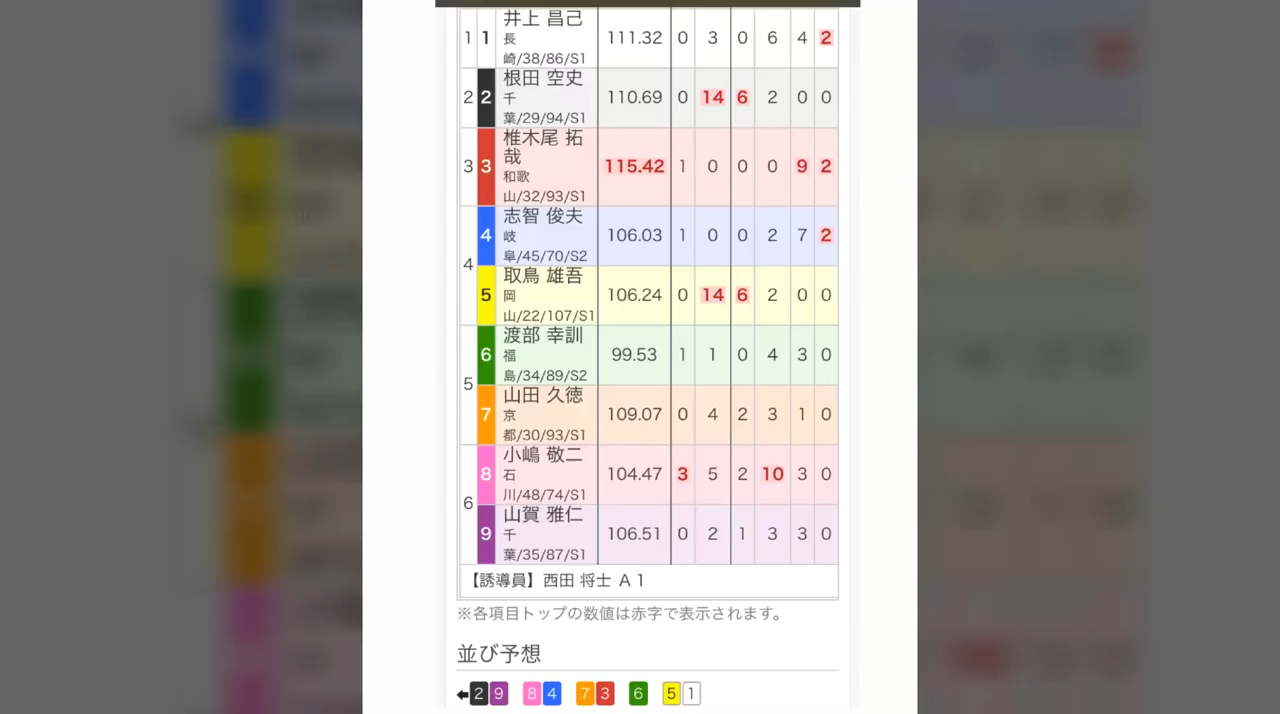 1 1 井上 昌己 長 崎/38/86/S1 111.32 0 3 0 6 4 2
2 2 根田 空史 千 葉/29/94/S1 110.69 0 14 6 2 0 0
3 3 椎木尾 拓 哉 和歌 山/32/93/S1 115.42 1 0 0 0 9 2
4 4 志智 俊夫 岐 阜/45/70/S2 106.03 1 0 0 2 7 2
5 取鳥 雄吾 岡 山/22/107/S1 106.24 0 14 6 2 0 0
5 6 渡部 幸訓 福 島/34/89/S2 99.53 1 1 0 4 3 0
7 山田 久徳 京 都/30/93/S1 109.07 0 4 2 3 1 0
6 8 小嶋 敬二 石 川/48/74/S1 104.47 3 5 2 10 3 0
9 山賀 雅仁 千 葉/35/87/S1 106.51 0 2 1 3 3 0
【誘導員】西田 将士 A1
※各項目トップの数値は赤字で表示されます。
並び予想
←29 84 73 6 51